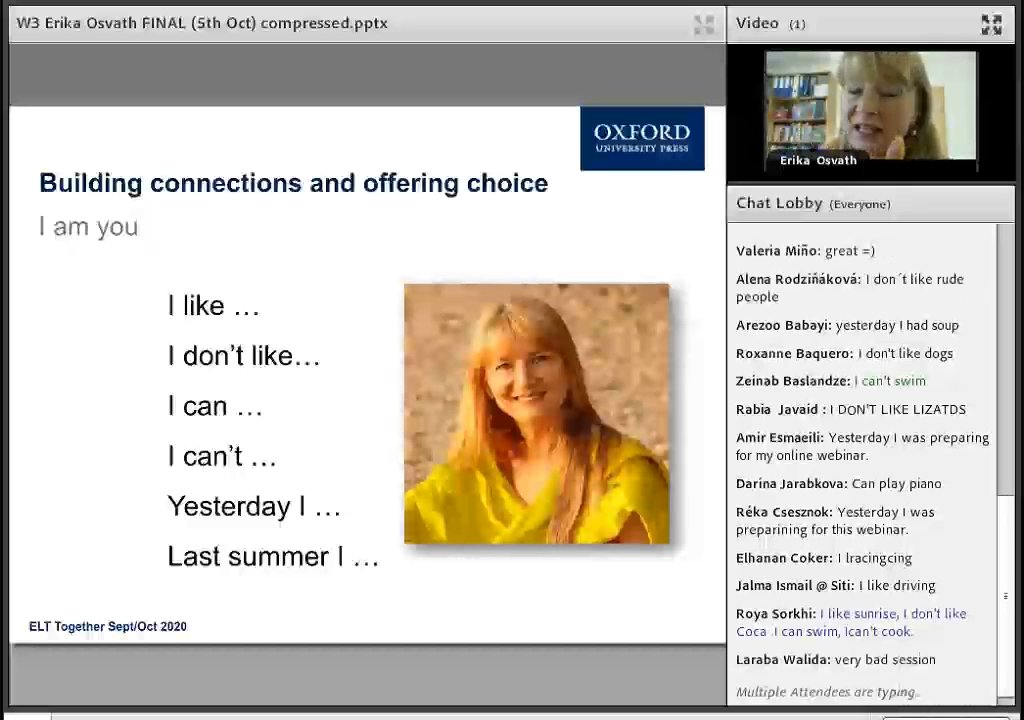 W3 Erika Osvath FINAL (5th Oct) compressed.pptx
OXFORD
UNIVERSITY PRESS
Building connections and offering choice
I am you
I like …
I don’t like…
I can …
I can’t …
Yesterday I …
Last summer I …
ELT Together Sept/Oct 2020
Video (1)
Erika Osvath
Chat Lobby (Everyone)
Valeria Miño: great =)
Alena Rodziňáková: I don´t like rude
people
Arezoo Babayi: yesterday I had soup
Roxanne Baquero: I don't like dogs
Zeinab Baslandze: I can't swim
Rabia Javaid : I DON'T LIKE LIZATDS
Amir Esmaeili: Yesterday I was preparing
for my online webinar.
Darina Jarabkova: Can play piano
Réka Csesznok: Yesterday I was
prepairining for this webinar.
Elhanan Coker: I lracingcing
Jalma Ismail @ Siti: I like driving
Roya Sorkhi: I like sunrise, I don't like
Coca .I can swim, Ican't cook.
Laraba Walida: very bad session
Multiple Attendees are typing..